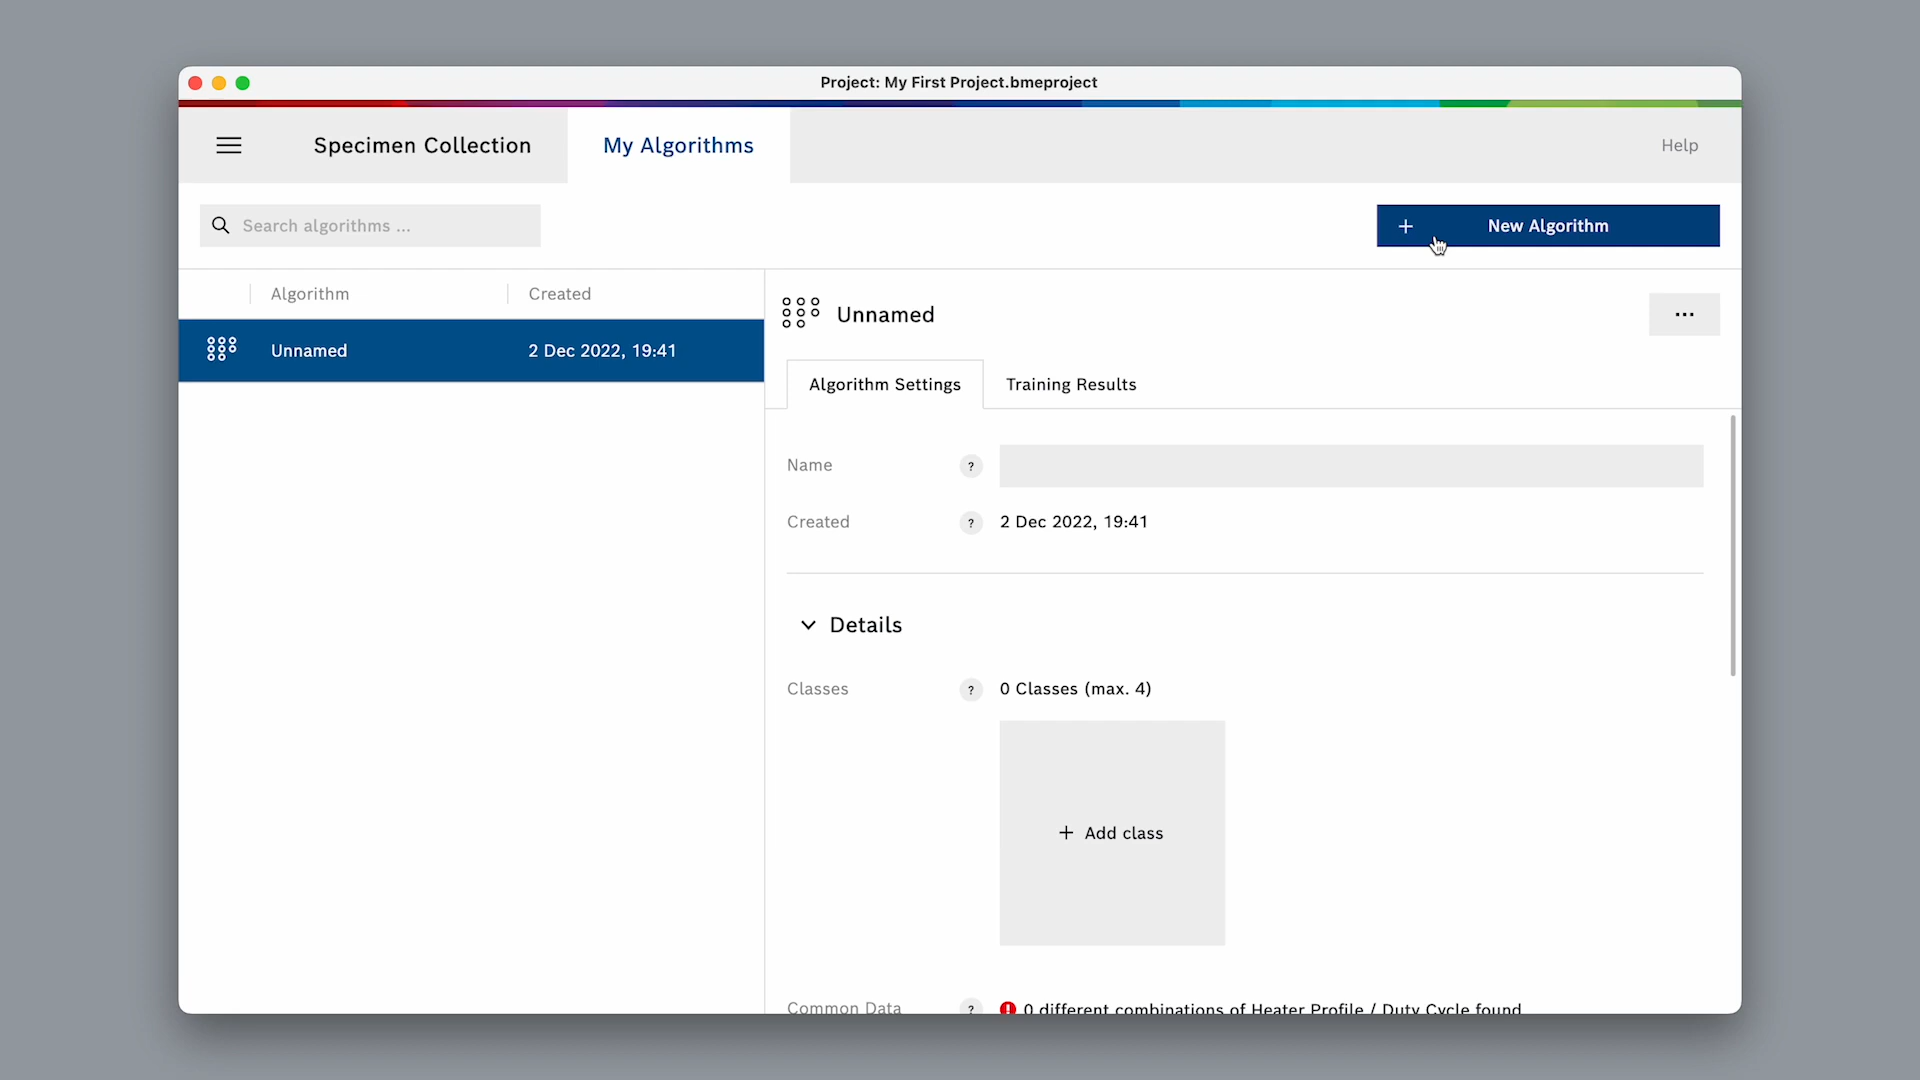 Project: My First Project.bmeproject
Specimen Collection
My Algorithms
Help
Search algorithms ...
+ New Algorithm
Algorithm
Created
Unnamed
2 Dec 2022, 19:41
Unnamed
...
Algorithm Settings
Training Results
Name ?
Created ? 2 Dec 2022, 19:41
Details
Classes ? 0 Classes (max. 4)
+ Add class
Common Data ? ! 0 different combinations of Heater Profile / Duty Cycle found